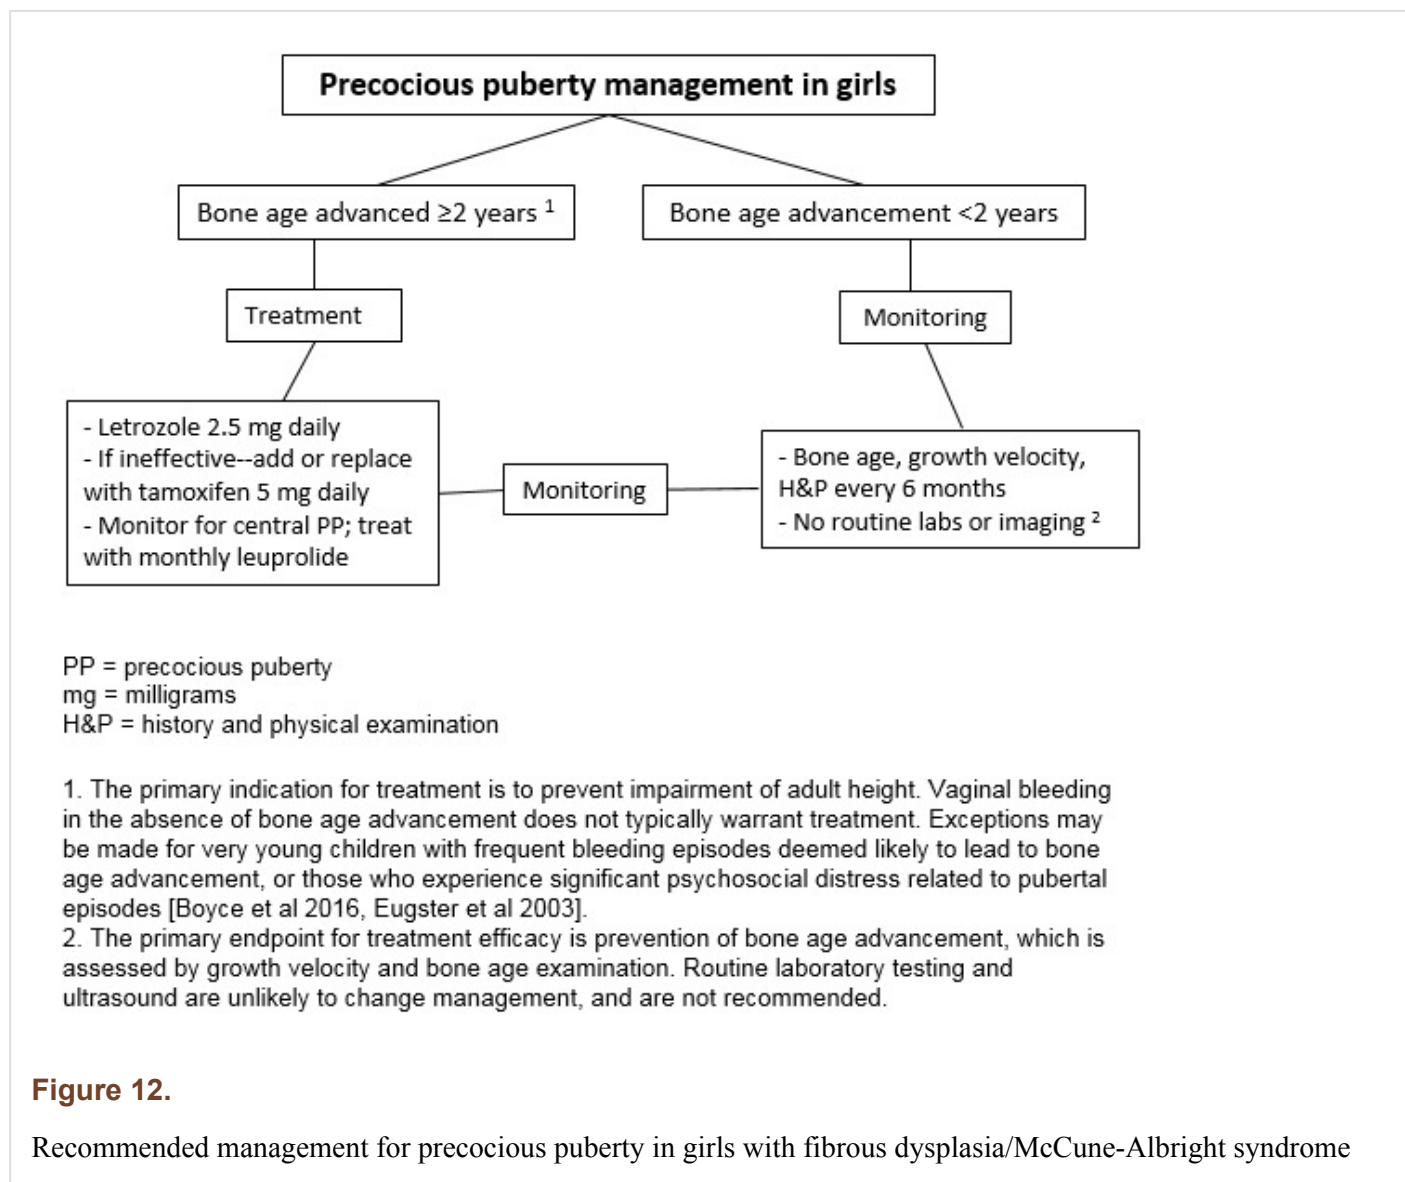 Precocious puberty management in girls
Bone age advanced ≥2 years 1
Bone age advancement <2 years
Treatment
Monitoring
- Letrozole 2.5 mg daily
- If ineffective--add or replace
with tamoxifen 5 mg daily
- Monitor for central PP; treat
with monthly leuprolide
Monitoring
- Bone age, growth velocity,
H&P every 6 months
- No routine labs or imaging 2
PP = precocious puberty
mg = milligrams
H&P = history and physical examination
1. The primary indication for treatment is to prevent impairment of adult height. Vaginal bleeding
in the absence of bone age advancement does not typically warrant treatment. Exceptions may
be made for very young children with frequent bleeding episodes deemed likely to lead to bone
age advancement, or those who experience significant psychosocial distress related to pubertal
episodes [Boyce et al 2016, Eugster et al 2003].
2. The primary endpoint for treatment efficacy is prevention of bone age advancement, which is
assessed by growth velocity and bone age examination. Routine laboratory testing and
ultrasound are unlikely to change management, and are not recommended.
Figure 12.
Recommended management for precocious puberty in girls with fibrous dysplasia/McCune-Albright syndrome